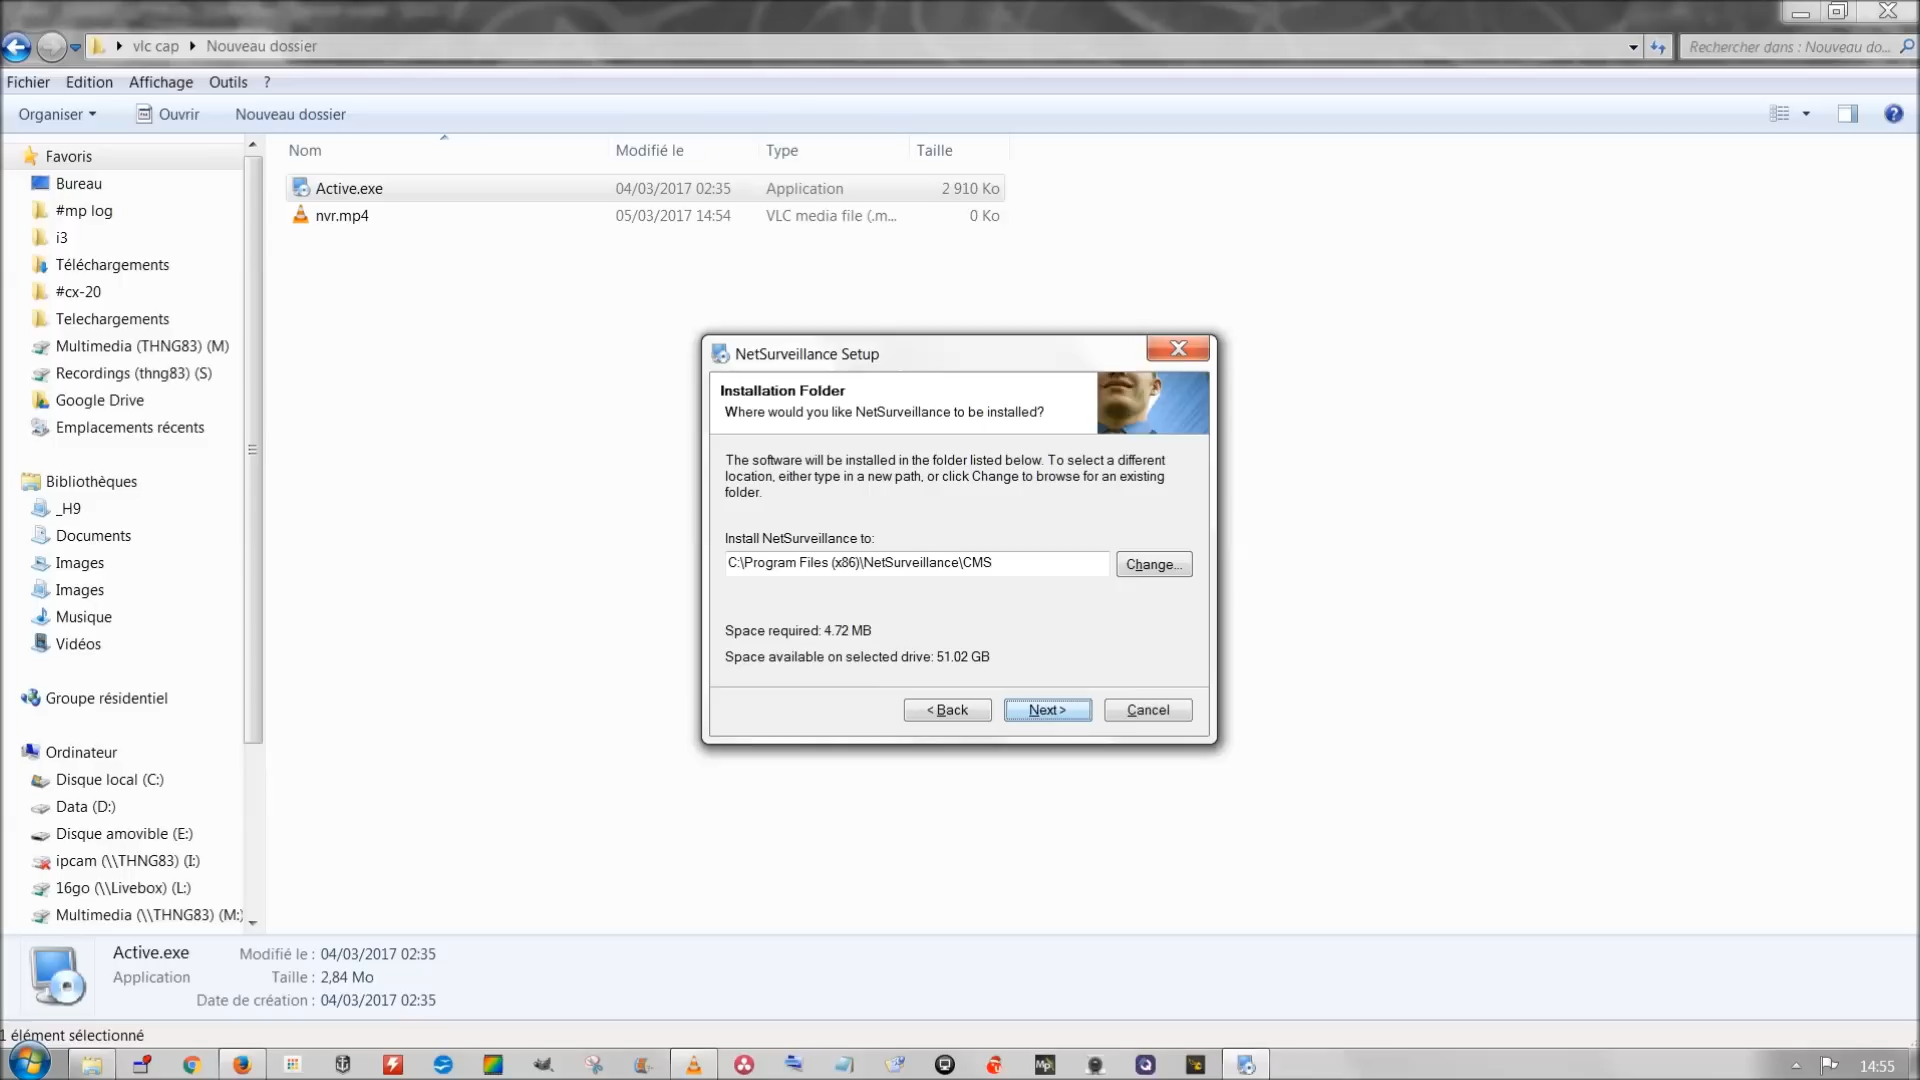 vlc cap
Nouveau dossier
Rechercher dans : Nouveau do...
Fichier Edition Affichage Outils ?
Organiser Ouvrir Nouveau dossier
Nom Modifié le Type Taille
Active.exe 04/03/2017 02:35 Application 2 910 Ko
nvr.mp4 05/03/2017 14:54 VLC media file (.m... 0 Ko
Favoris
Bureau
#mp log
i3
Téléchargements
#cx-20
Telechargements
Multimedia (THNG83) (M)
Recordings (thng83) (S)
Google Drive
Emplacements récents
Bibliothèques
_H9
Documents
Images
Images
Musique
Vidéos
Groupe résidentiel
Ordinateur
Disque local (C:)
Data (D:)
Disque amovible (E:)
ipcam (\\THNG83) (I:)
16go (\\Livebox) (L:)
Multimedia (\\THNG83) (M:)
NetSurveillance Setup
Installation Folder
Where would you like NetSurveillance to be installed?
The software will be installed in the folder listed below. To select a different
location, either type in a new path, or click Change to browse for an existing
folder.
Install NetSurveillance to:
C:\Program Files (x86)\NetSurveillance\CMS
Change...
Space required: 4.72 MB
Space available on selected drive: 51.02 GB
< Back Next > Cancel
Active.exe Modifié le : 04/03/2017 02:35
Application Taille : 2,84 Mo
Date de création : 04/03/2017 02:35
1 élément sélectionné
14:55